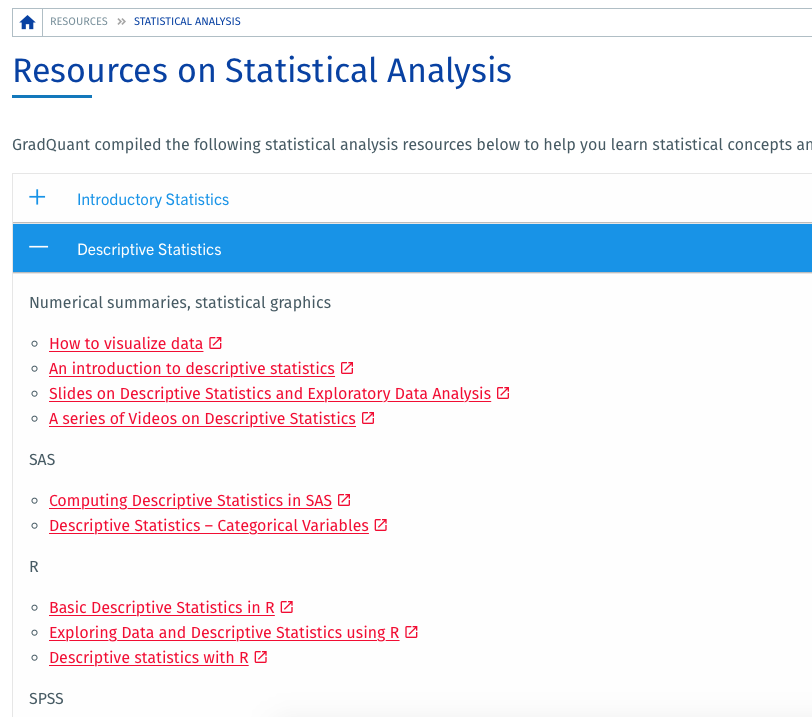 RESOURCES » STATISTICAL ANALYSIS
Resources on Statistical Analysis
GradQuant compiled the following statistical analysis resources below to help you learn statistical concepts
Introductory Statistics
Descriptive Statistics
Numerical summaries, statistical graphics
How to visualize data
An introduction to descriptive statistics
Slides on Descriptive Statistics and Exploratory Data Analysis
A series of Videos on Descriptive Statistics
SAS
Computing Descriptive Statistics in SAS
Descriptive Statistics – Categorical Variables
R
Basic Descriptive Statistics in R
Exploring Data and Descriptive Statistics using R
Descriptive statistics with R
SPSS